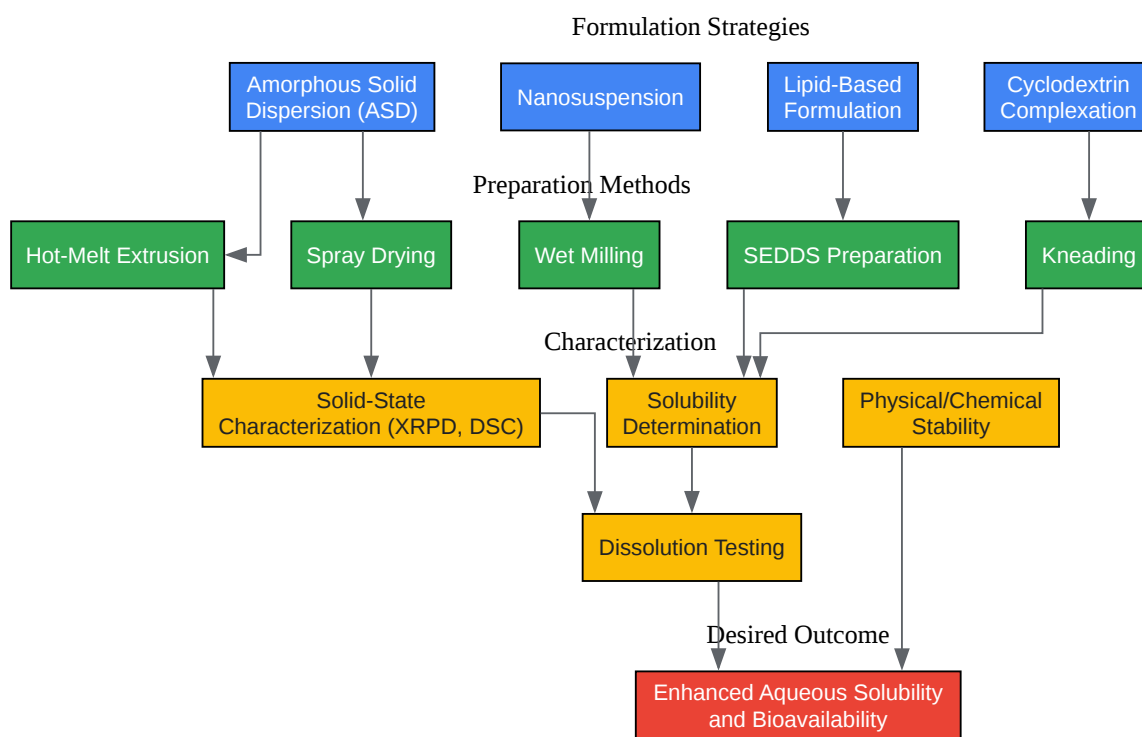 Formulation Strategies
Amorphous Solid
Dispersion (ASD)
Nanosuspension
Lipid-Based
Formulation
Cyclodextrin
Complexation
Preparation Methods
Hot-Melt Extrusion
Spray Drying
Wet Milling
SEDDS Preparation
Kneading
Characterization
Solid-State
Characterization (XRPD, DSC)
Solubility
Determination
Physical/Chemical
Stability
Dissolution Testing
Desired Outcome
Enhanced Aqueous Solubility
and Bioavailability